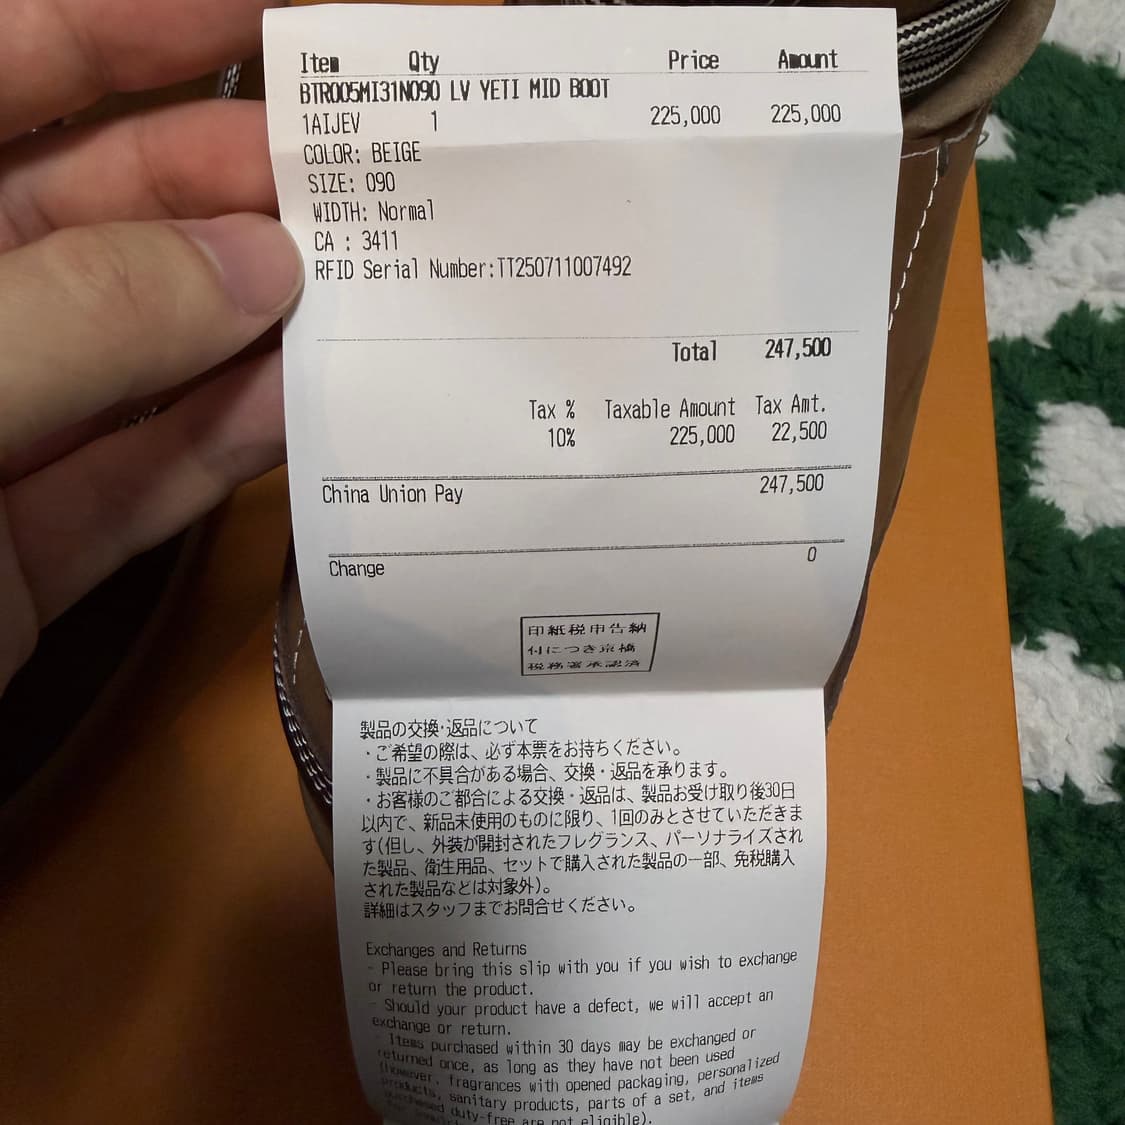 Item Qty Price Amount
BTR005MI31N090 LV YETI MID BOOT
1AIJEV 1 225,000 225,000
COLOR: BEIGE
SIZE: 090
WIDTH: Normal
CA : 3411
RFID Serial Number:TT250711007492
Total 247,500
Tax % Taxable Amount Tax Amt.
10% 225,000 22,500
China Union Pay 247,500
Change 0
印紙税申告納
付につき京橋
税務署承認済
製品の交換・返品について
・ご希望の際は、必ず本票をお持ちください。
・製品に不具合がある場合、交換・返品を承ります。
・お客様のご都合による交換・返品は、製品お受け取り後30日
以内で、新品未使用のものに限り、1回のみとさせていただきま
す(但し、外装が開封されたフレグランス、パーソナライズされ
た製品、衛生用品、セットで購入された製品の一部、免税購入
された製品などは対象外)。
詳細はスタッフまでお問合せください。
Exchanges and Returns
- Please bring this slip with you if you wish to exchange
or return the product.
- Should your product have a defect, we will accept an
exchange or return.
- Items purchased within 30 days may be exchanged or
returned once, as long as they have not been used
(however, fragrances with opened packaging, personalized
products, sanitary products, parts of a set, and items
purchased duty-free are not eligible).